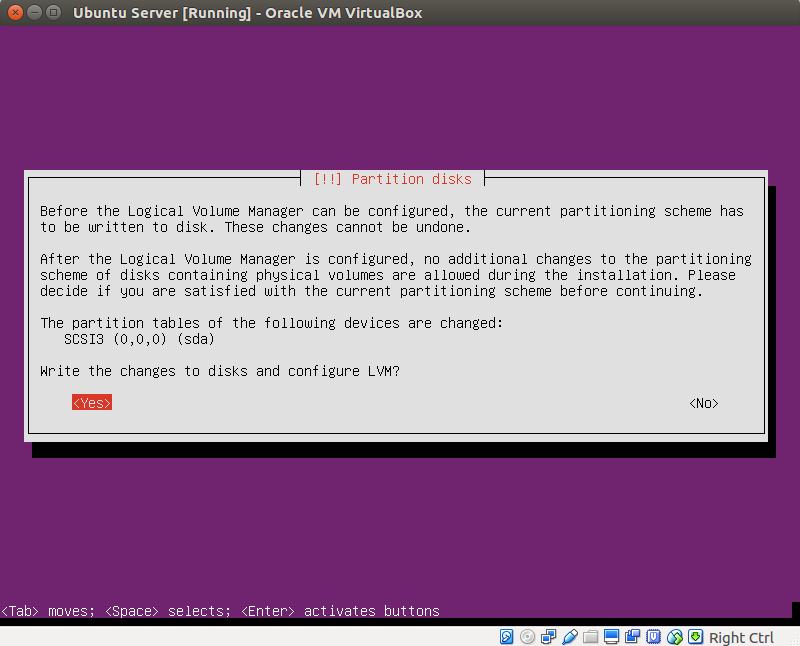 Ubuntu Server [Running] - Oracle VM VirtualBox
[!!] Partition disks
Before the Logical Volume Manager can be configured, the current partitioning scheme has
to be written to disk. These changes cannot be undone.
After the Logical Volume Manager is configured, no additional changes to the partitioning
scheme of disks containing physical volumes are allowed during the installation. Please
decide if you are satisfied with the current partitioning scheme before continuing.
The partition tables of the following devices are changed:
SCSI3 (0,0,0) (sda)
Write the changes to disks and configure LVM?
<Yes> <No>
<Tab> moves; <Space> selects; <Enter> activates buttons
Right Ctrl